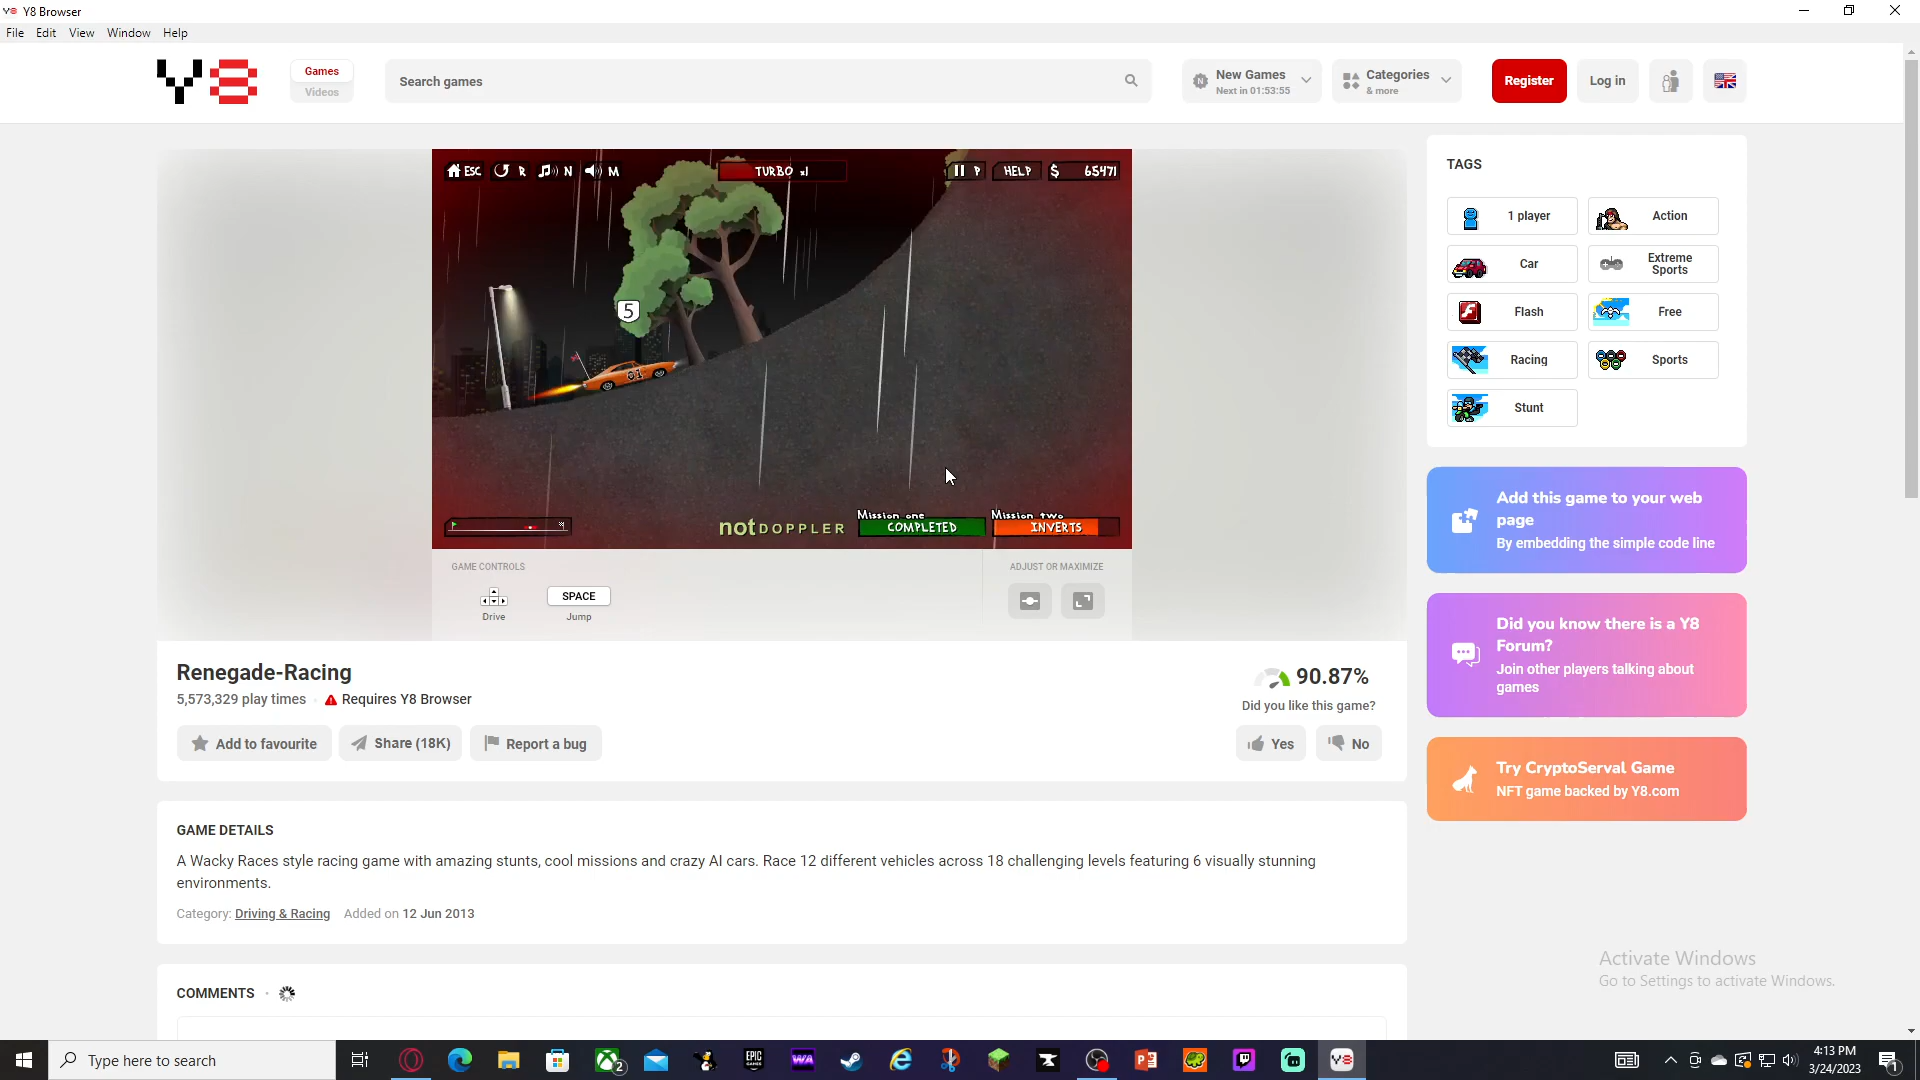 Y8 Browser
File Edit View Window Help
Y8
Games
Videos
Search games
New Games
Next in 01:53:55
Categories
& more
Register
Log in
ESC R N M
TURBO x1
P HELP $ 65471
5
01
notDOPPLER
Mission one
COMPLETED
Mission two
INVERTS
GAME CONTROLS
Drive
SPACE
Jump
ADJUST OR MAXIMIZE
TAGS
1 player
Action
Car
Extreme
Sports
Flash
Free
Racing
Sports
Stunt
Add this game to your web
page
By embedding the simple code line
Did you know there is a Y8
Forum?
Join other players talking about
games
Try CryptoServal Game
NFT game backed by Y8.com
Renegade-Racing
5,573,329 play times · Requires Y8 Browser
90.87%
Did you like this game?
Add to favourite
Share (18K)
Report a bug
Yes
No
GAME DETAILS
A Wacky Races style racing game with amazing stunts, cool missions and crazy AI cars. Race 12 different vehicles across 18 challenging levels featuring 6 visually stunning
environments.
Category: Driving & Racing Added on 12 Jun 2013
COMMENTS ·
Activate Windows
Go to Settings to activate Windows.
Type here to search
2
EPIC
GAMES
WA
Y8
4:13 PM
3/24/2023
1